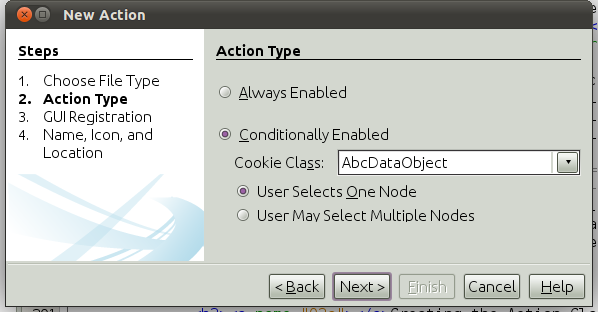 New Action
Steps
1. Choose File Type
2. Action Type
3. GUI Registration
4. Name, Icon, and
Location
Action Type
Always Enabled
Conditionally Enabled
Cookie Class: AbcDataObject
User Selects One Node
User May Select Multiple Nodes
< Back Next > Finish Cancel Help